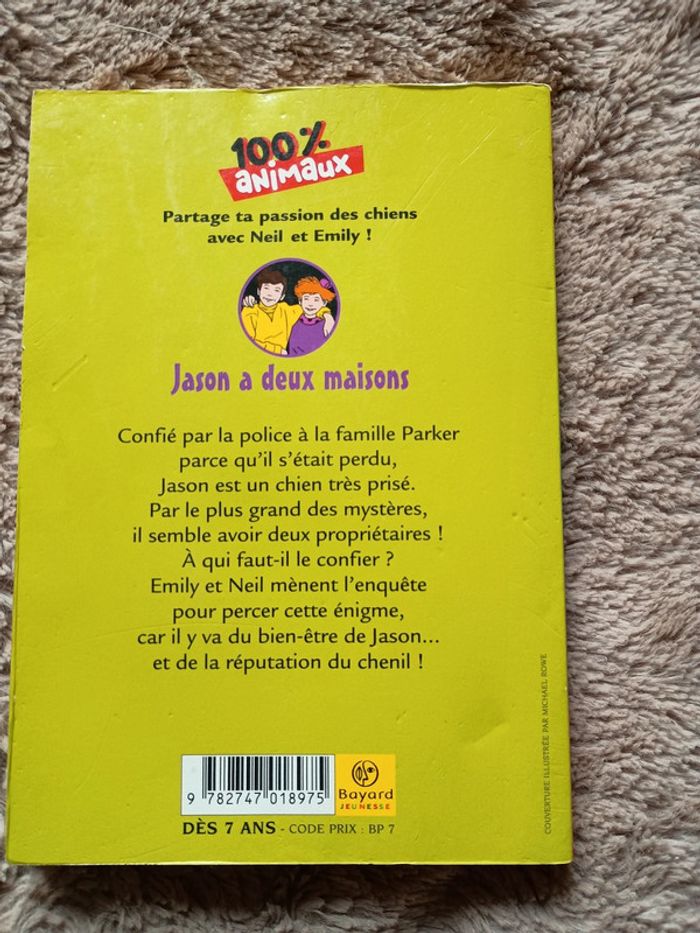 100%
animaux
Partage ta passion des chiens
avec Neil et Emily !
Jason a deux maisons
Confié par la police à la famille Parker
parce qu'il s'était perdu,
Jason est un chien très prisé.
Par le plus grand des mystères,
il semble avoir deux propriétaires !
À qui faut-il le confier ?
Emily et Neil mènent l'enquête
pour percer cette énigme,
car il y va du bien-être de Jason...
et de la réputation du chenil !
9 782747 018975
Bayard
JEUNESSE
DÈS 7 ANS - CODE PRIX : BP 7
COUVERTURE ILLUSTRÉE PAR MICHAEL ROWE